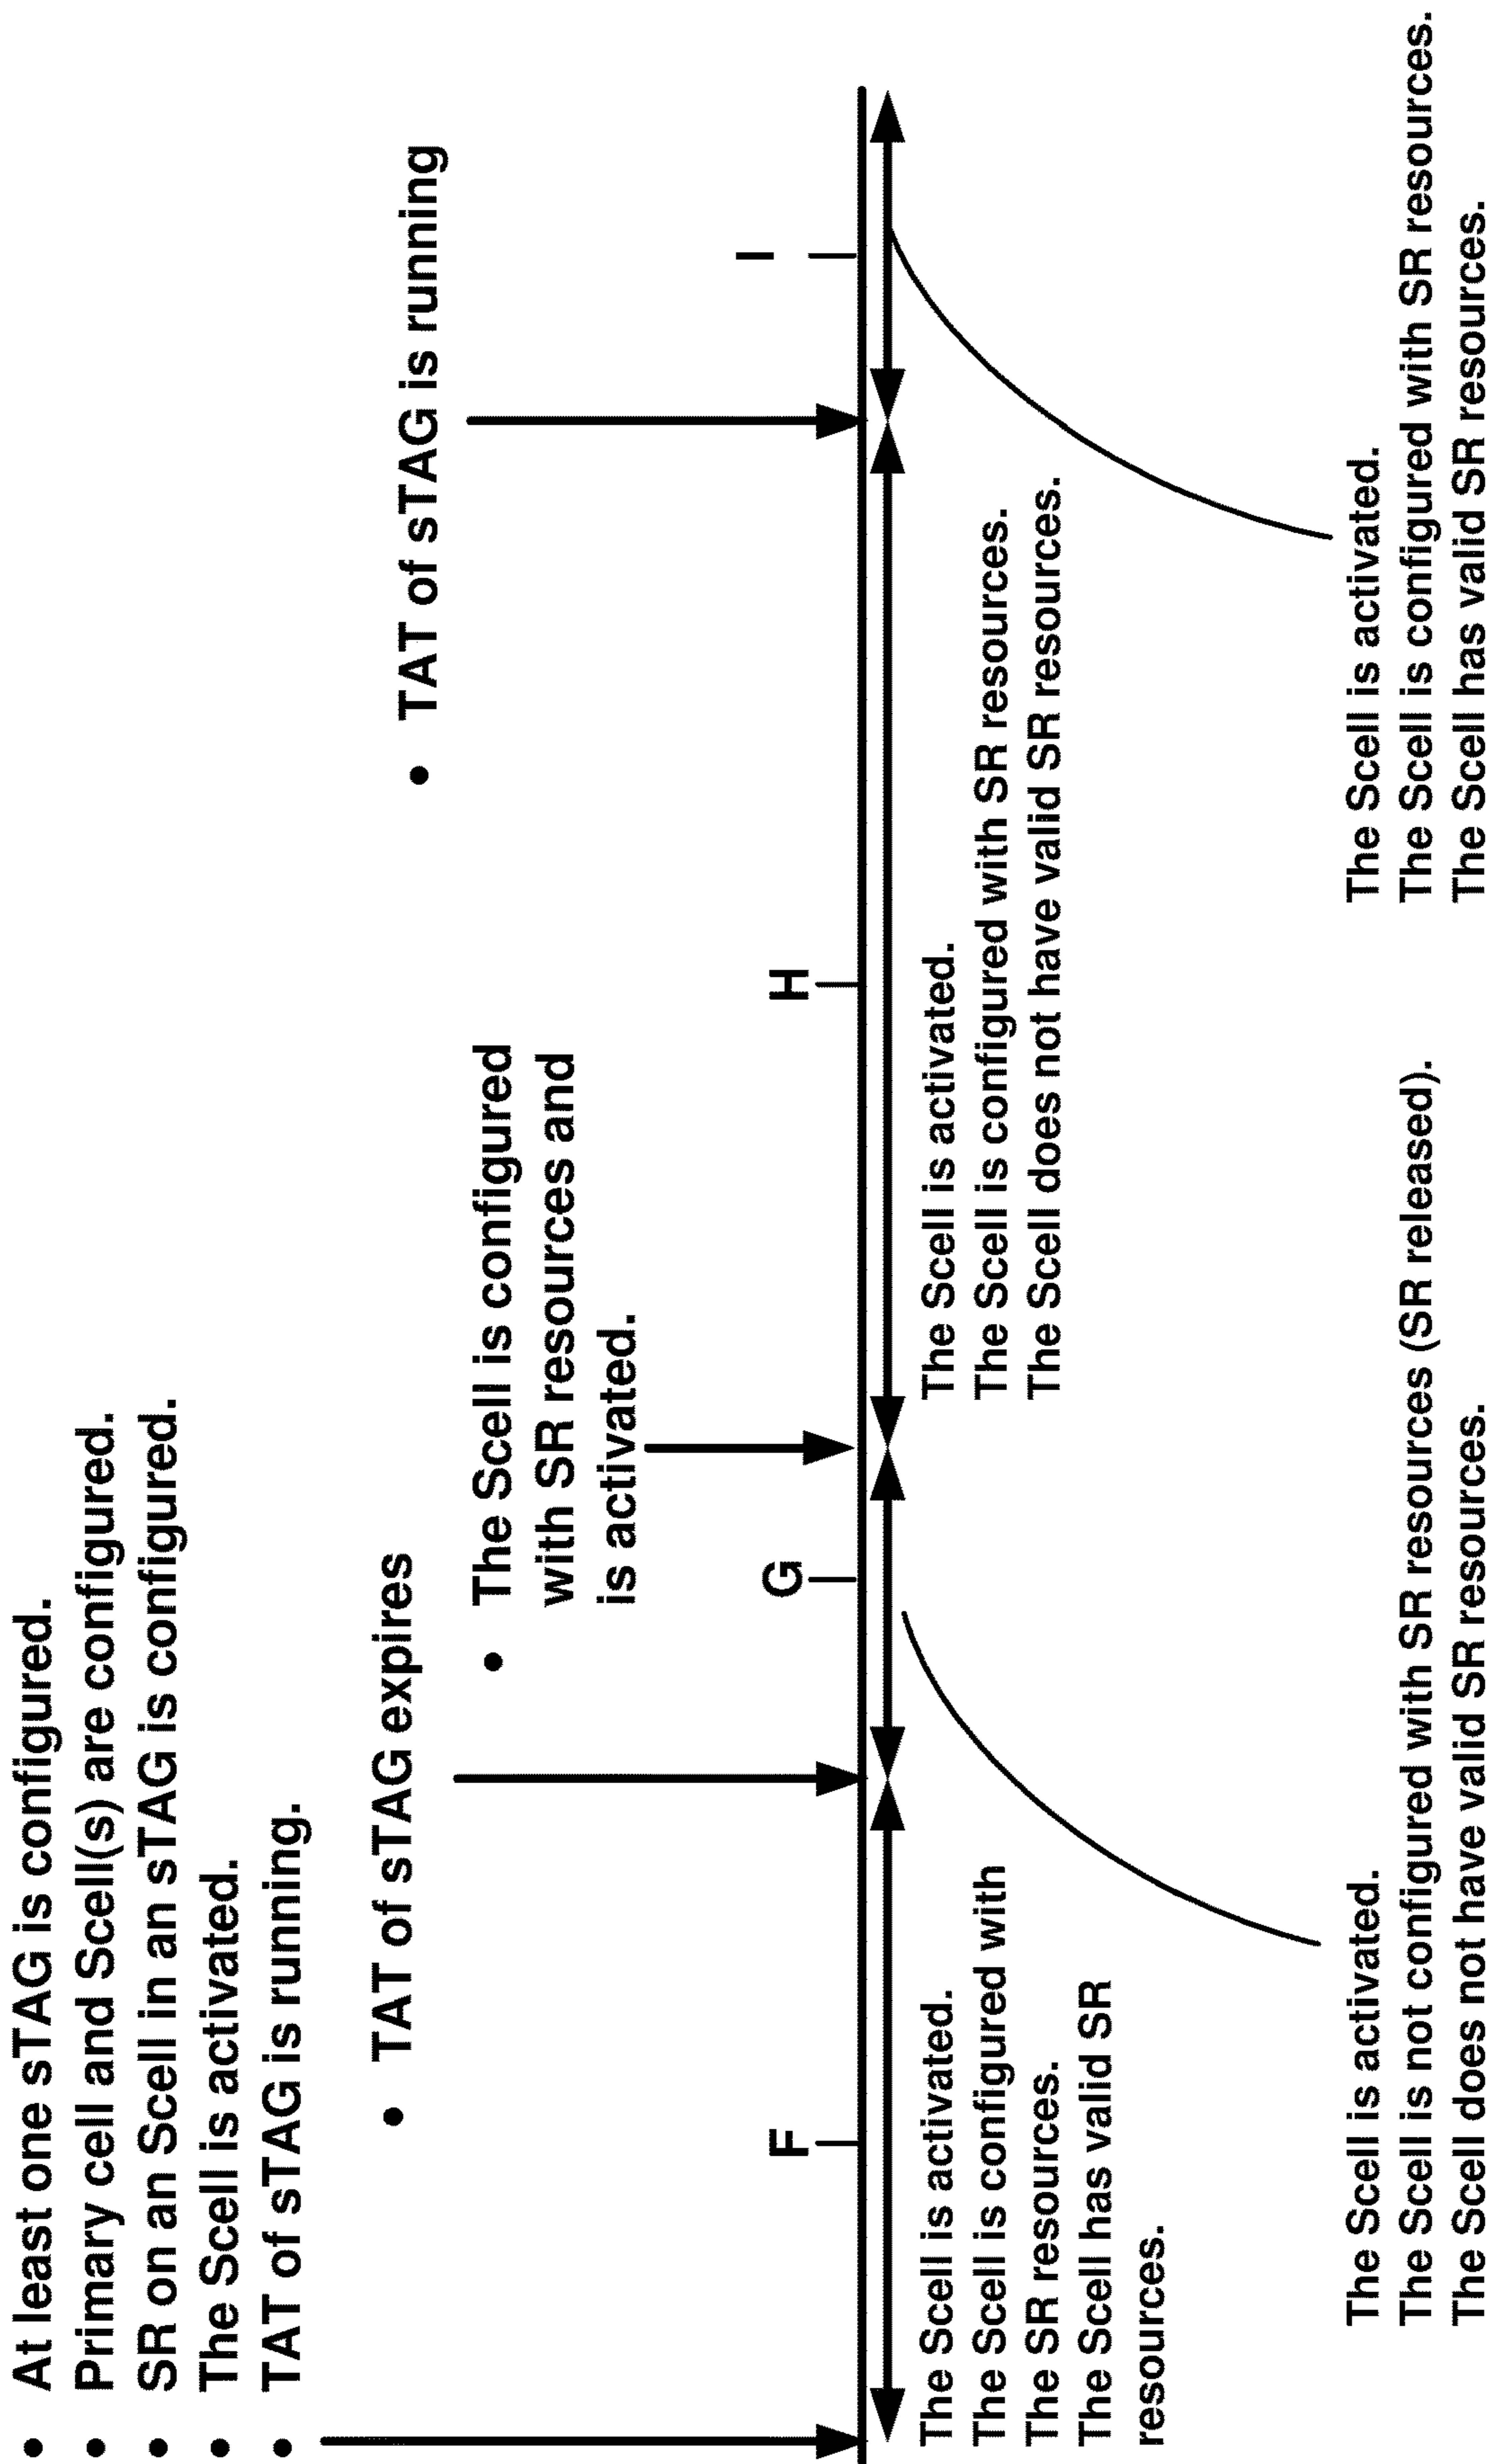 • At least one sTAG is configured.
• Primary cell and Scell(s) are configured.
• SR on an Scell in an sTAG is configured.
• The Scell is activated.
• TAT of sTAG is running.
• TAT of sTAG expires
• The Scell is configured
with SR resources and
is activated.
• TAT of sTAG is running
F
G
H
I
The Scell is activated.
The Scell is configured with
The SR resources.
The Scell has valid SR
resources.
The Scell is activated.
The Scell is configured with SR resources.
The Scell does not have valid SR resources.
The Scell is activated.
The Scell is not configured with SR resources (SR released).
The Scell does not have valid SR resources.
The Scell is activated.
The Scell is configured with SR resources.
The Scell has valid SR resources.